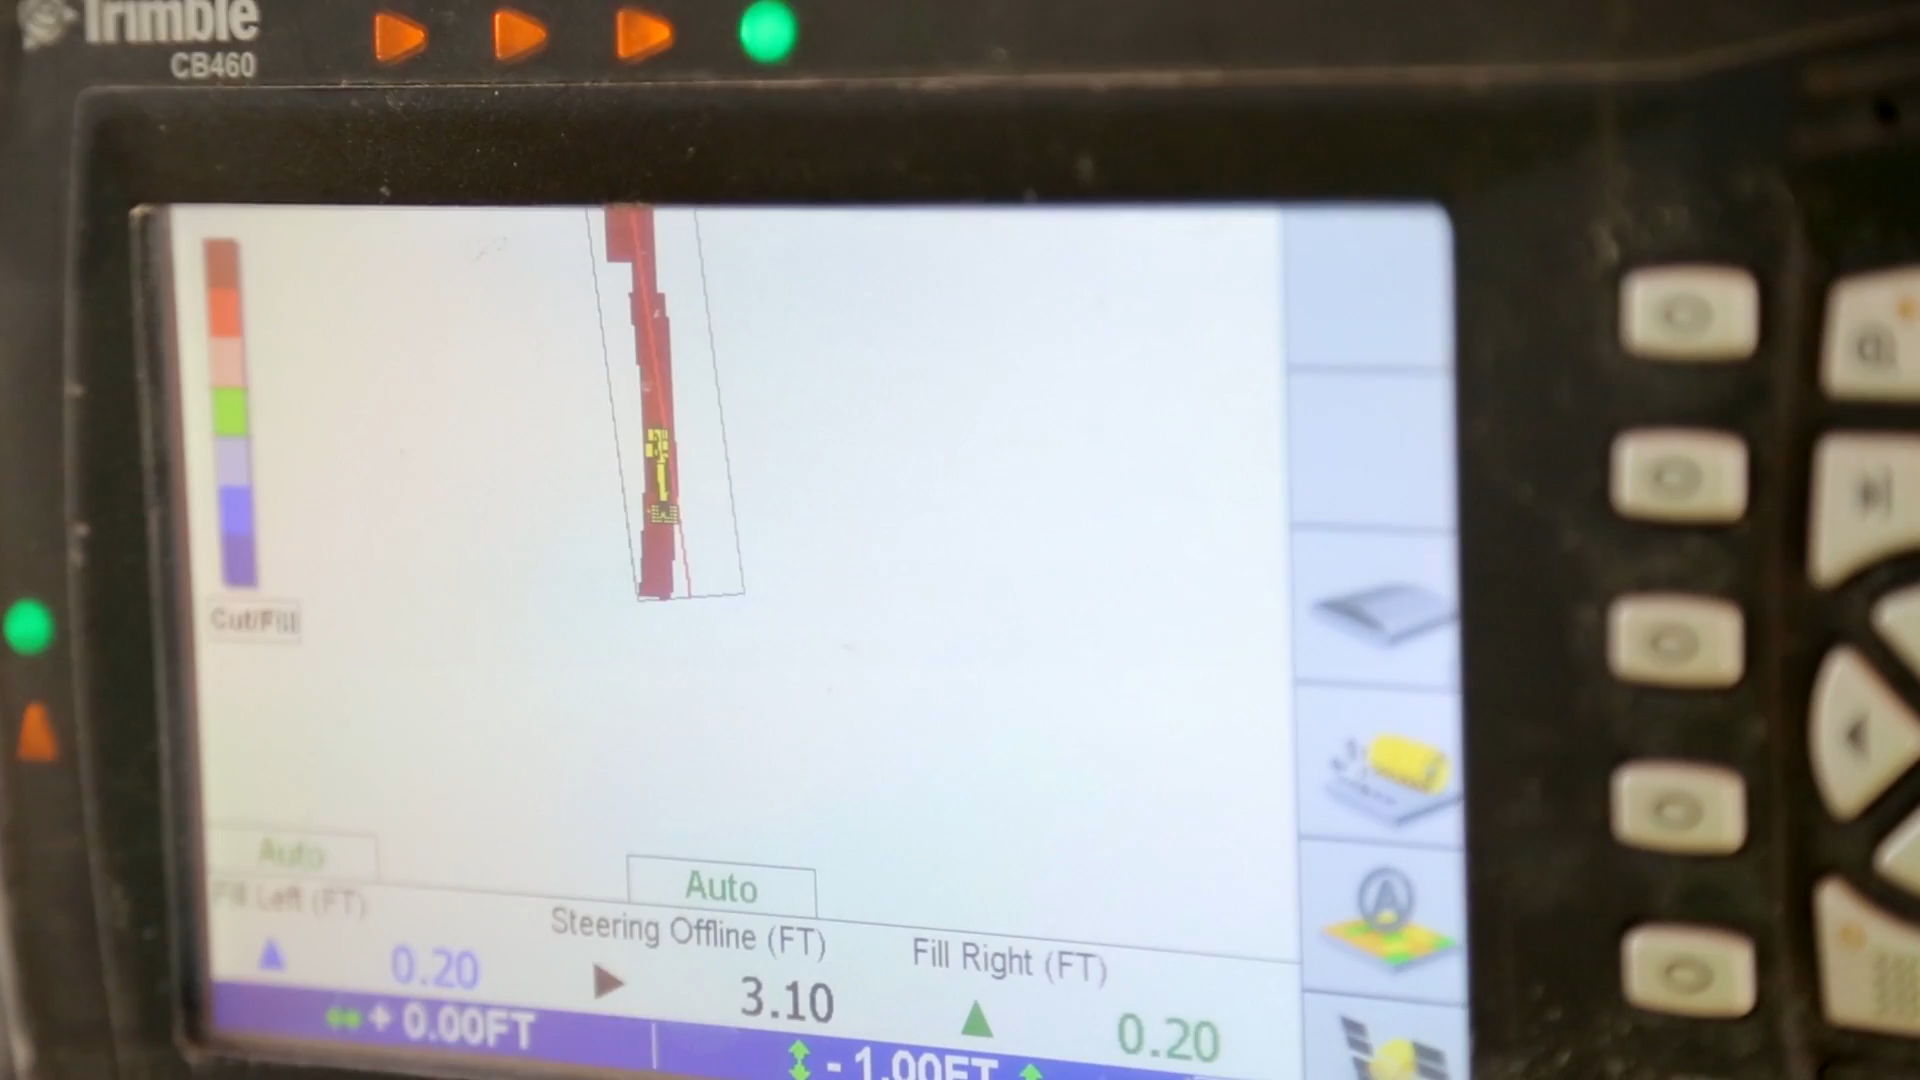 Trimble
CB460
Cut/Fill
Auto
Auto
Fill Left (FT)
Steering Offline (FT)
Fill Right (FT)
0.20
3.10
0.20
+ 0.00FT
- 1.00FT